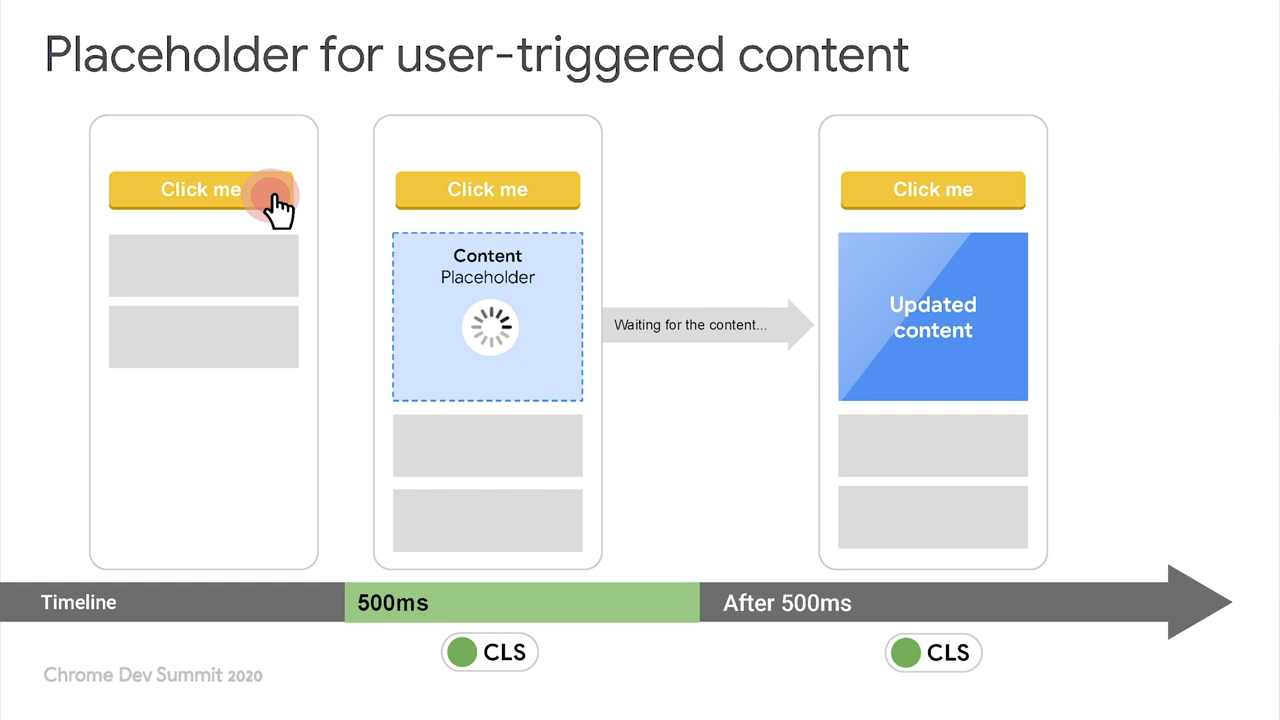 Placeholder for user-triggered content
Click me
Click me
Content
Placeholder
Waiting for the content...
Click me
Updated
content
Timeline
500ms
After 500ms
CLS
CLS
Chrome Dev Summit 2020